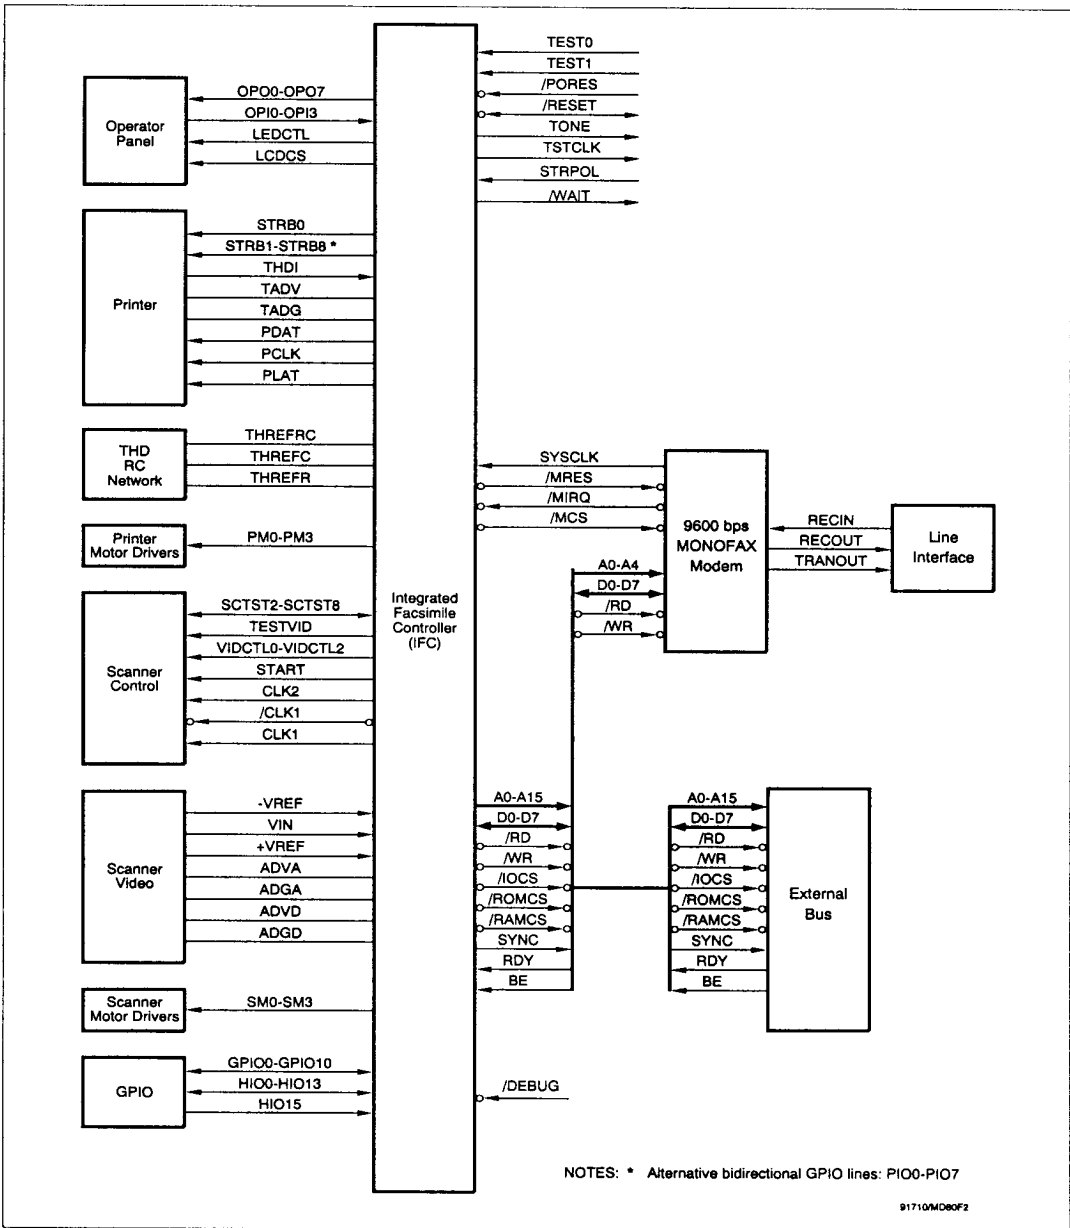 TEST0
TEST1
/PORES
/RESET
TONE
TSTCLK
STRPOL
/WAIT
Operator
Panel
OPO0-OPO7
OPI0-OPI3
LEDCTL
LCDCS
Printer
STRB0
STRB1-STRB8 *
THDI
TADV
TADG
PDAT
PCLK
PLAT
THD
RC
Network
THREFRC
THREFC
THREFR
Printer
Motor Drivers
PM0-PM3
Scanner
Control
SCTST2-SCTST8
TESTVID
VIDCTL0-VIDCTL2
START
CLK2
/CLK1
CLK1
Scanner
Video
-VREF
VIN
+VREF
ADVA
ADGA
ADVD
ADGD
Scanner
Motor Drivers
SM0-SM3
GPIO
GPIO0-GPIO10
HIO0-HIO13
HIO15
Integrated
Facsimile
Controller
(IFC)
SYSCLK
/MRES
/MIRQ
/MCS
A0-A4
D0-D7
/RD
/WR
9600 bps
MONOFAX
Modem
RECIN
RECOUT
TRANOUT
Line
Interface
A0-A15
D0-D7
/RD
/WR
/IOCS
/ROMCS
/RAMCS
SYNC
RDY
BE
A0-A15
D0-D7
/RD
/WR
/IOCS
/ROMCS
/RAMCS
SYNC
RDY
BE
External
Bus
/DEBUG
NOTES: * Alternative bidirectional GPIO lines: PIO0-PIO7
91710/MD80F2